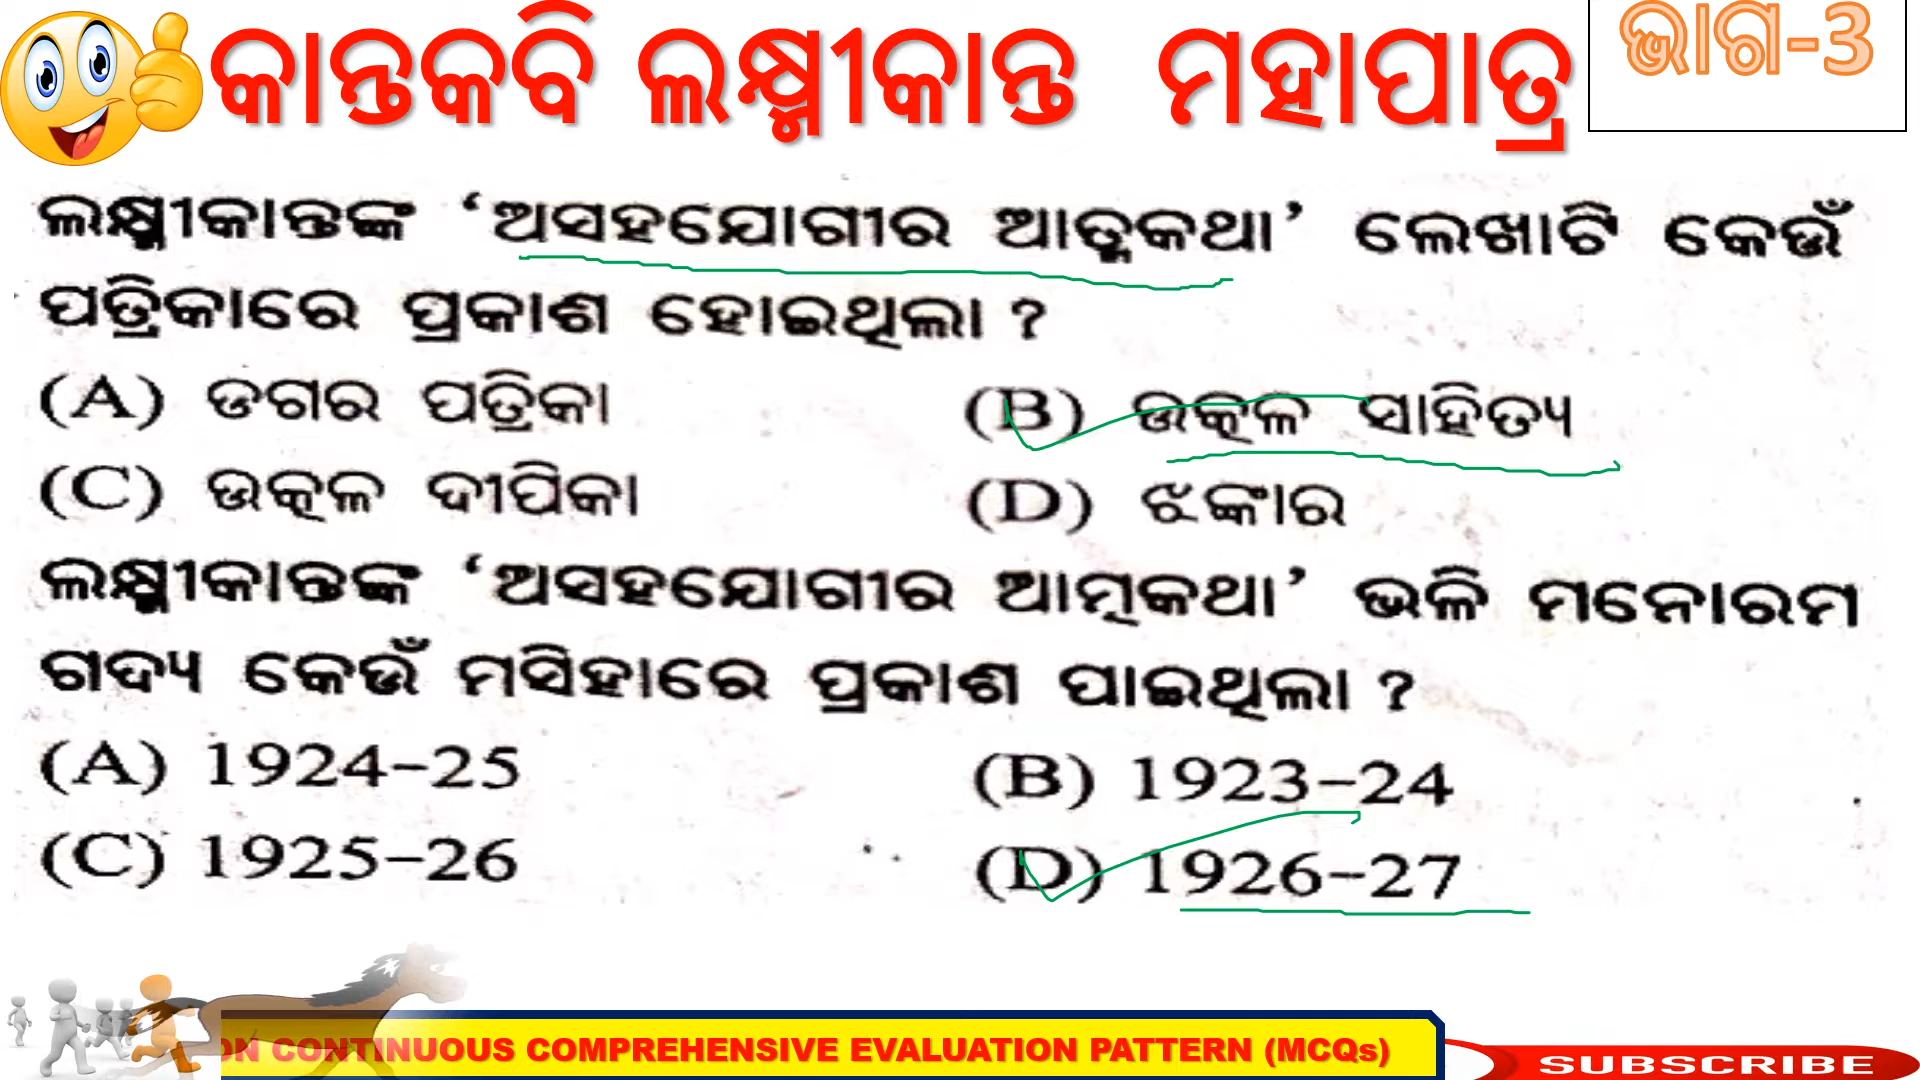 କାନ୍ତକବି ଲକ୍ଷ୍ମୀକାନ୍ତ ମହାପାତ୍ର
ଭାଗ-3
ଲକ୍ଷ୍ମୀକାନ୍ତଙ୍କ ‘ଅସହଯୋଗୀର ଆତ୍ମକଥା’ ଲେଖାଟି କେଉଁ
ପତ୍ରିକାରେ ପ୍ରକାଶ ହୋଇଥିଲା ?
(A) ଡଗର ପତ୍ରିକା (B) ଉତ୍କଳ ସାହିତ୍ୟ
(C) ଉତ୍କଳ ଦୀପିକା (D) ଝଙ୍କାର
ଲକ୍ଷ୍ମୀକାନ୍ତଙ୍କ ‘ଅସହଯୋଗୀର ଆତ୍ମକଥା’ ଭଳି ମନୋରମ
ଗଦ୍ୟ କେଉଁ ମସିହାରେ ପ୍ରକାଶ ପାଇଥିଲା ?
(A) 1924-25 (B) 1923-24
(C) 1925-26 (D) 1926-27
ON CONTINUOUS COMPREHENSIVE EVALUATION PATTERN (MCQs)
SUBSCRIBE